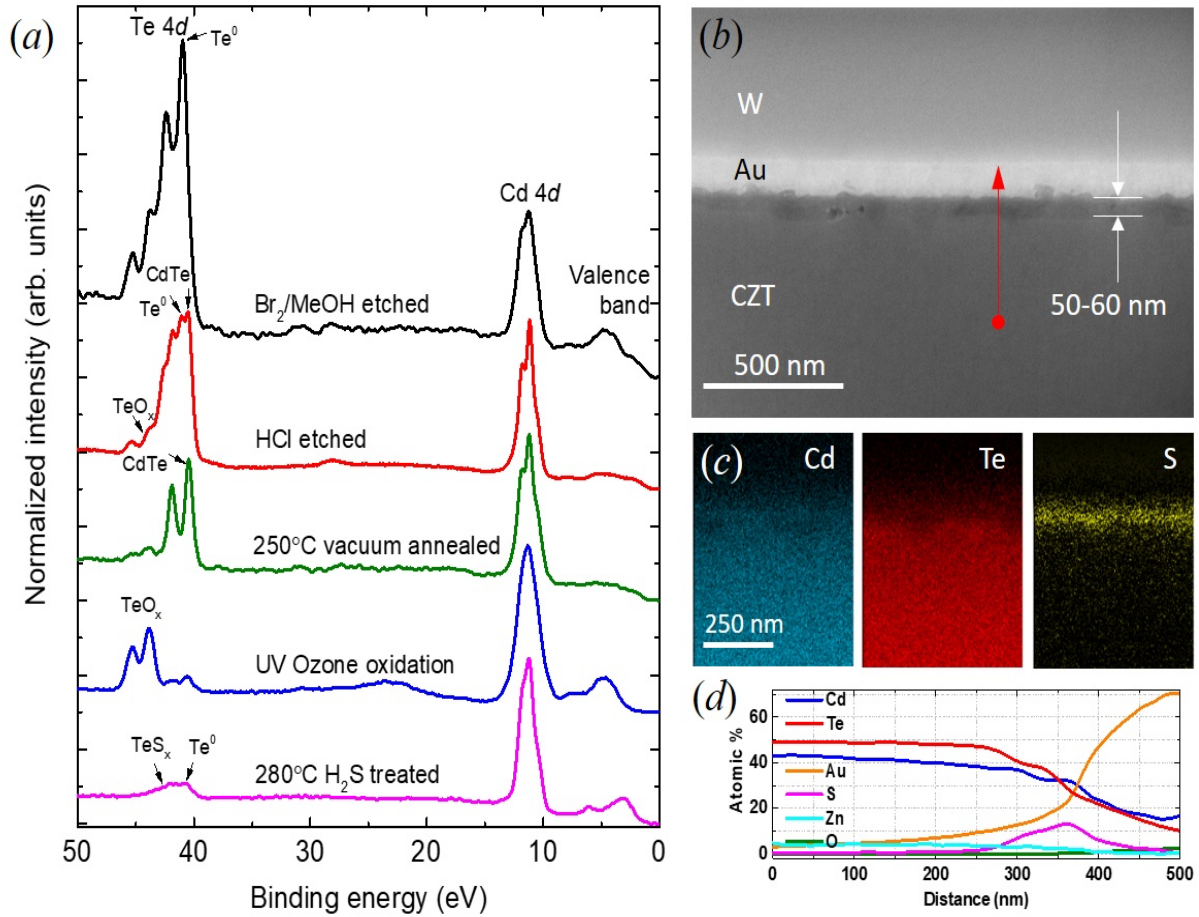 (a)
Te 4d
Te⁰
Cd 4d
CdTe
Te⁰
Br₂/MeOH etched
Valence
band
TeOₓ
HCl etched
CdTe
250°C vacuum annealed
TeOₓ
UV Ozone oxidation
TeSₓ
Te⁰
280°C H₂S treated
50
40
30
20
10
0
Binding energy (eV)
Normalized intensity (arb. units)
(b)
W
Au
CZT
50-60 nm
500 nm
(c)
Cd
Te
S
250 nm
(d)
Cd
Te
Au
S
Zn
O
60
40
20
0
Atomic %
0
100
200
300
400
500
Distance (nm)